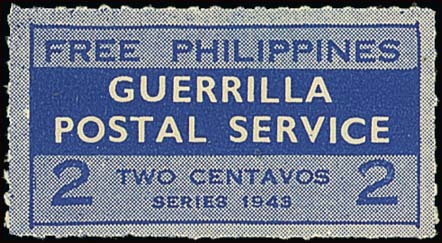 FREE PHILIPPINES
GUERRILLA
POSTAL SERVICE
2 TWO CENTAVOS 2
SERIES 1943